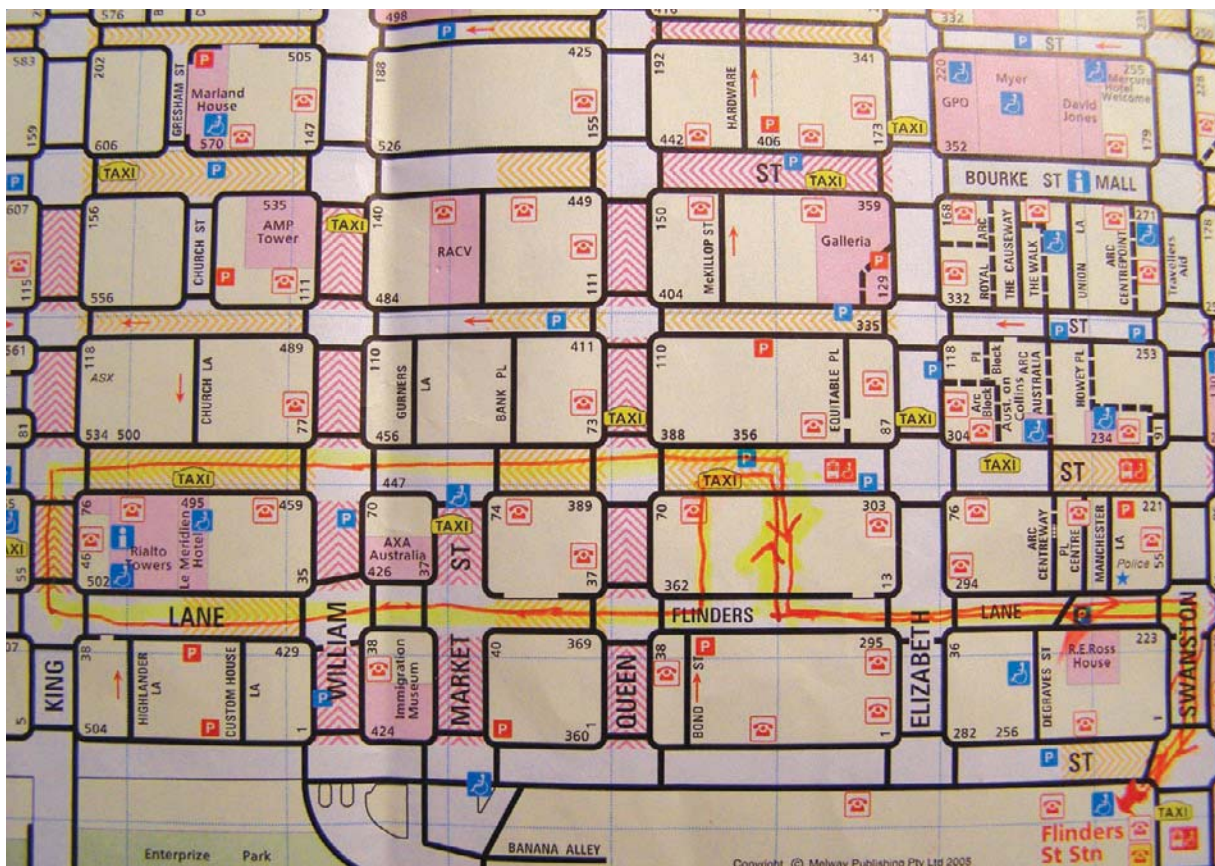 576
498
332
231
583
202
GRESHAM ST
P
505
Marland
House
570
147
188
425
155
526
192
HARDWARE
341
442
406
173
P
ST
220
GPO
Myer
David
Jones
255
Mercure
Hotel
Welcome
179
352
TAXI
159
606
TAXI
P
ST
TAXI
BOURKE ST i MALL
607
115
156
CHURCH ST
535
AMP
Tower
111
556
TAXI
140
RACV
449
111
484
150
McKILLOP ST
359
Galleria
129
404
168
ROYAL ARC
THE CAUSEWAY
THE WALK
UNION LA
ARC
CENTREPOINT
271
Travellers
Aid
178
332
335
ST
561
81
118
ASX
CHURCH LA
489
77
534 500
110
GURNERS
LA
BANK PL
411
73
456
TAXI
110
EQUITABLE PL
87
388 356
TAXI
118
Arc
Block
Pl
Block
Aust. on
Collins
ARC
AUSTRALIA
HOWEY PL
253
91
304
234
TAXI
447
TAXI
TAXI
ST
55
76
46
495
459
Rialto
Towers
Le Meridien
Hotel
502
35
70
AXA
Australia
426
37
TAXI
ST
74
389
37
70
303
362
13
76
ARC
CENTREWAY
PL
CENTRE
MANCHESTER
LA
221
Police
55
294
LANE
FLINDERS
LANE
KING
38
HIGHLANDER
LA
CUSTOM HOUSE
LA
429
504
1
WILLIAM
38
Immigration
Museum
424
MARKET
40
369
360
QUEEN
38
BOND ST
295
1
ELIZABETH
36
DEGRAVES ST
R.E.Ross
House
223
1
282 256
SWANSTON
5
ST
TAXI
Flinders
St Stn
Enterprize Park
BANANA ALLEY
Copyright © Melway Publishing Pty Ltd 2005